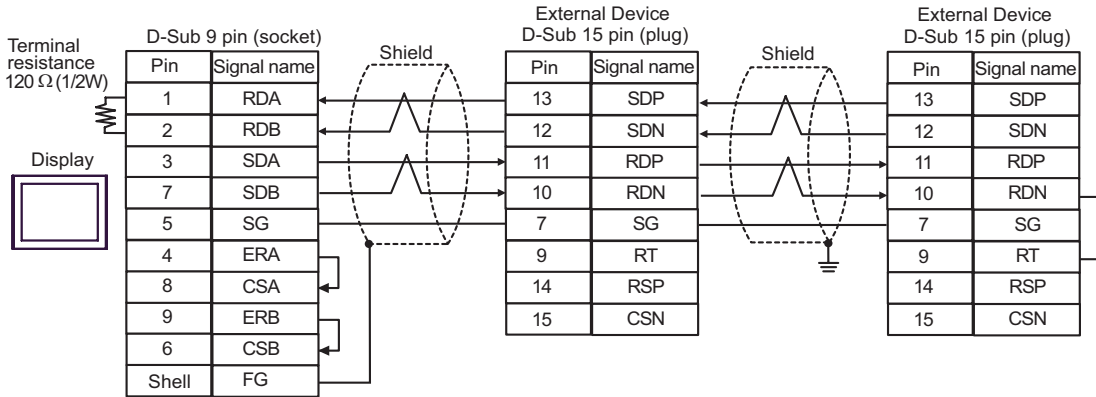 Terminal
resistance
120 Ω (1/2W)
Display
D-Sub 9 pin (socket)
Pin Signal name
1 RDA
2 RDB
3 SDA
7 SDB
5 SG
4 ERA
8 CSA
9 ERB
6 CSB
Shell FG
Shield
External Device
D-Sub 15 pin (plug)
Pin Signal name
13 SDP
12 SDN
11 RDP
10 RDN
7 SG
9 RT
14 RSP
15 CSN
Shield
External Device
D-Sub 15 pin (plug)
Pin Signal name
13 SDP
12 SDN
11 RDP
10 RDN
7 SG
9 RT
14 RSP
15 CSN